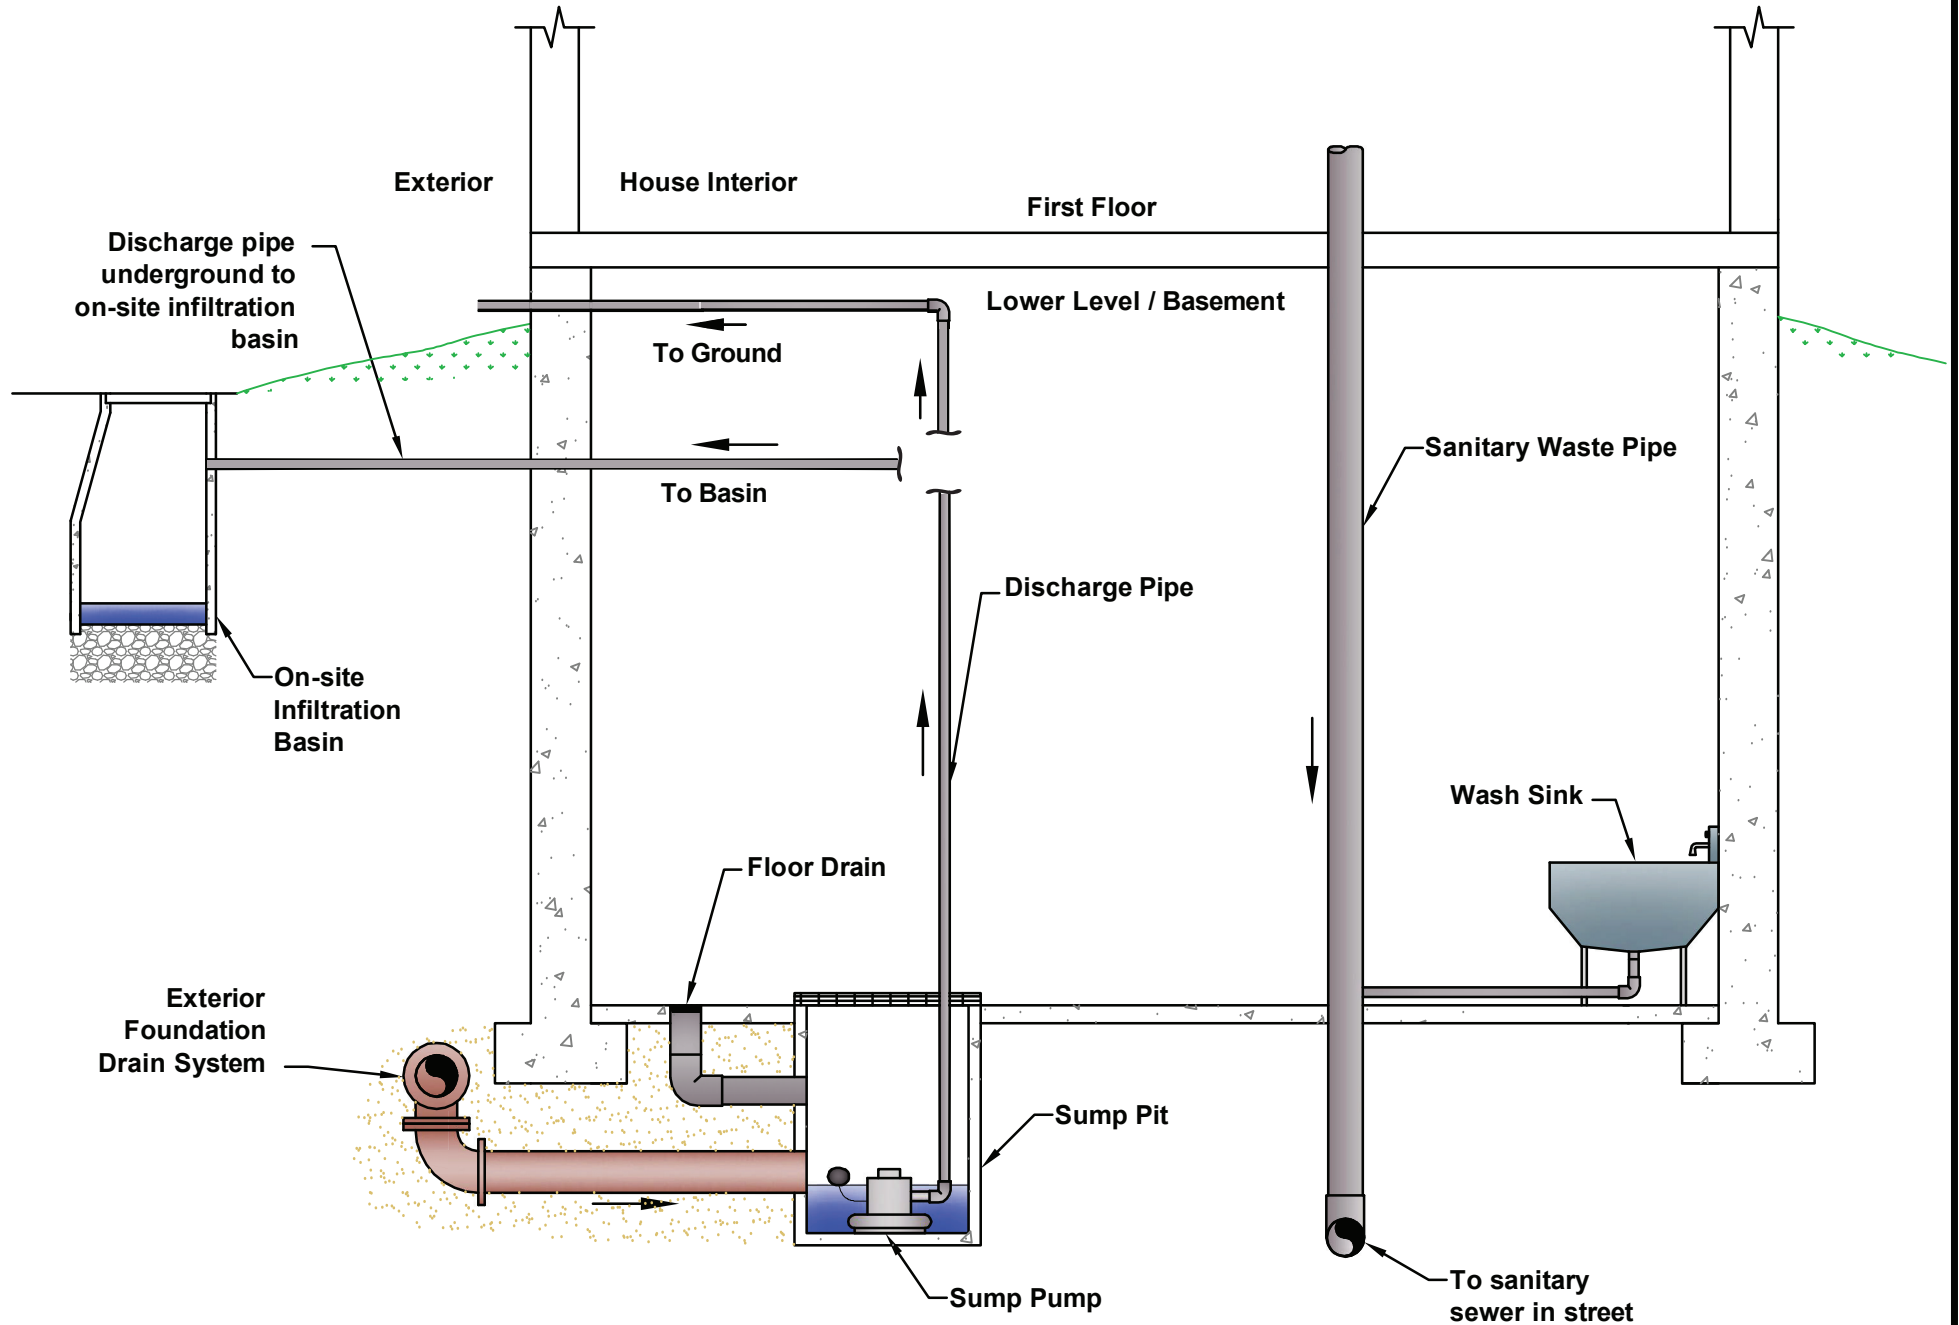 Exterior
House Interior
First Floor
Discharge pipe
underground to
on-site infiltration
basin
Lower Level / Basement
To Ground
Sanitary Waste Pipe
To Basin
Discharge Pipe
On-site
Infiltration
Basin
Wash Sink
Floor Drain
Exterior
Foundation
Drain System
Sump Pit
Sump Pump
To sanitary
sewer in street